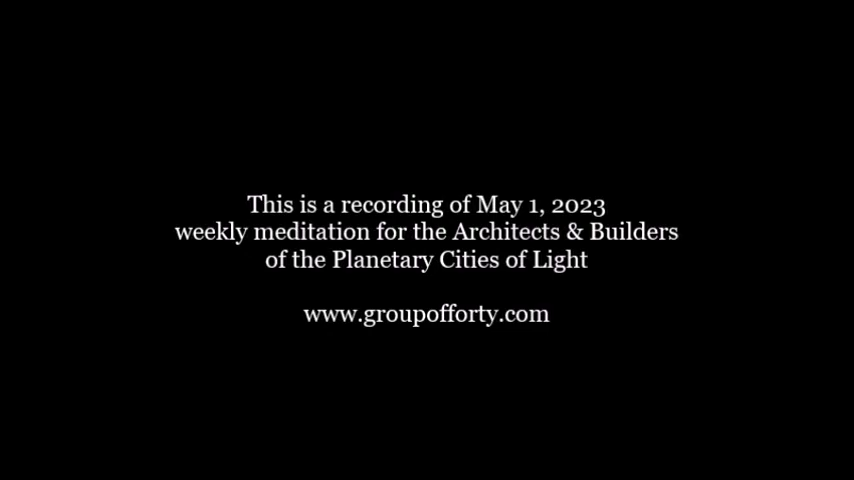 This is a recording of May 1, 2023
weekly meditation for the Architects & Builders
of the Planetary Cities of Light
www.groupofforty.com